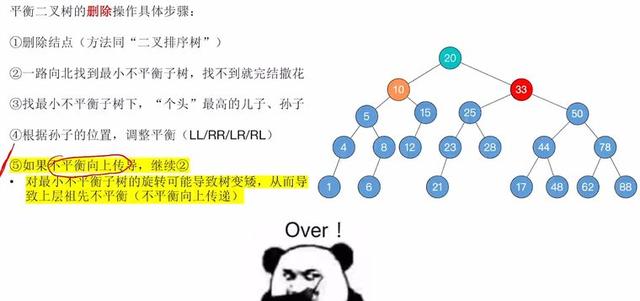 平衡二叉树的删除操作具体步骤：
①删除结点（方法同“二叉排序树”）
②一路向北找到最小不平衡子树，找不到就完结撒花
③找最小不平衡子树下，“个头”最高的儿子、孙子
④根据孙子的位置，调整平衡（LL/RR/LR/RL）
⑤如果不平衡向上传导，继续②
• 对最小不平衡子树的旋转可能导致树变矮，从而导致上层祖先不平衡（不平衡向上传递）
20
10 33
5 15 25 50
4 8 12 23 28 44 78
1 6 21 17 48 62 88
Over！